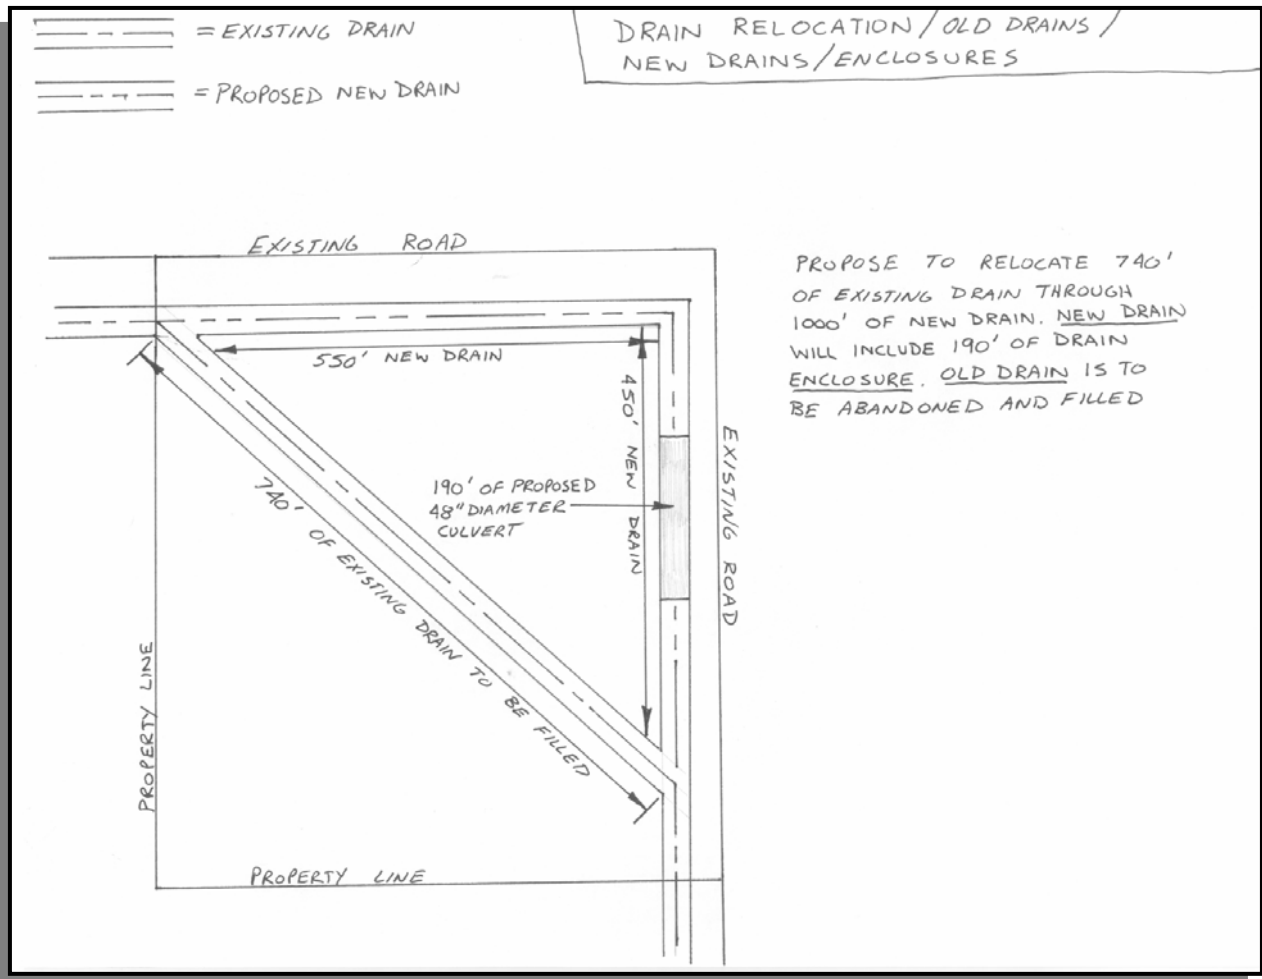 = EXISTING DRAIN
= PROPOSED NEW DRAIN
DRAIN RELOCATION/OLD DRAINS/
NEW DRAINS/ENCLOSURES
EXISTING ROAD
PROPOSE TO RELOCATE 740'
OF EXISTING DRAIN THROUGH
1000' OF NEW DRAIN. NEW DRAIN
WILL INCLUDE 190' OF DRAIN
ENCLOSURE. OLD DRAIN IS TO
BE ABANDONED AND FILLED
550' NEW DRAIN
450' NEW DRAIN
190' OF PROPOSED
48" DIAMETER
CULVERT
EXISTING ROAD
740' OF EXISTING DRAIN TO BE FILLED
PROPERTY LINE
PROPERTY LINE